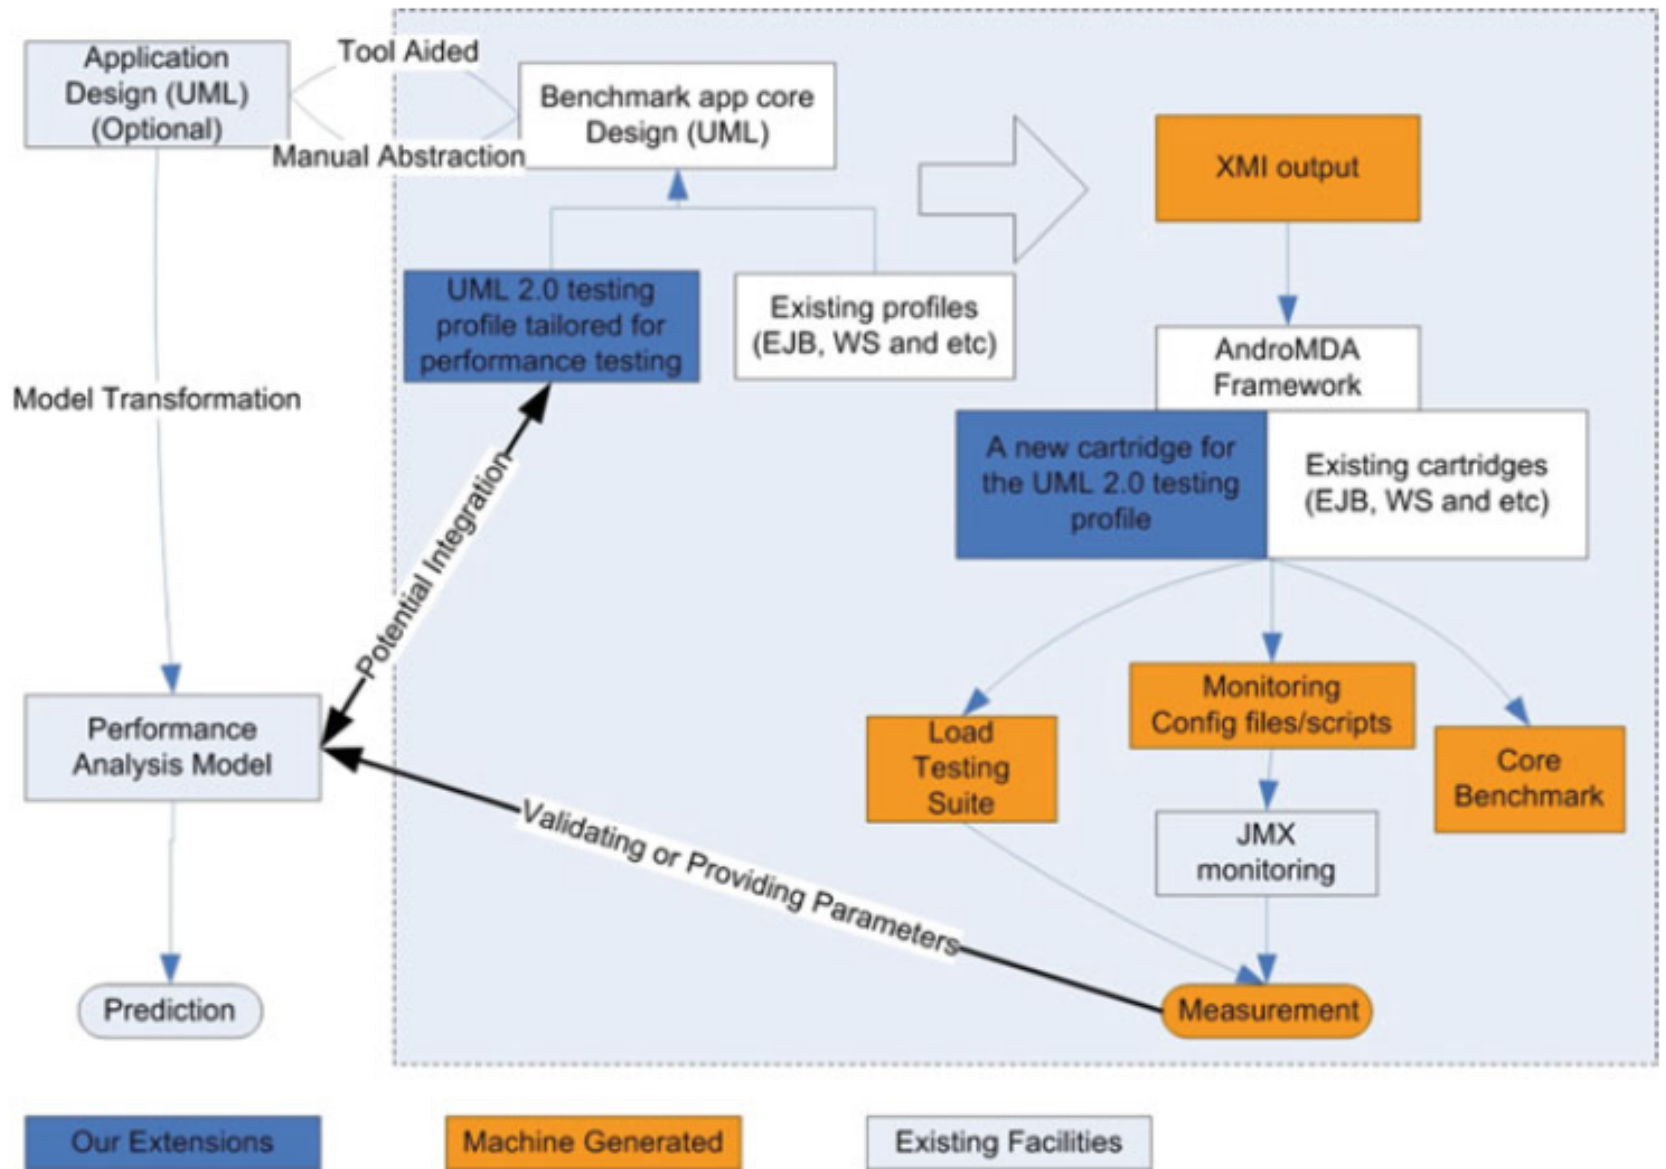 Application
Design (UML)
(Optional)
Tool Aided
Manual Abstraction
Benchmark app core
Design (UML)
XMI output
UML 2.0 testing
profile tailored for
performance testing
Existing profiles
(EJB, WS and etc)
AndroMDA
Framework
Model Transformation
A new cartridge for
the UML 2.0 testing
profile
Existing cartridges
(EJB, WS and etc)
Potential Integration
Performance
Analysis Model
Load
Testing
Suite
Monitoring
Config files/scripts
Core
Benchmark
JMX
monitoring
Validating or Providing Parameters
Prediction
Measurement
Our Extensions
Machine Generated
Existing Facilities